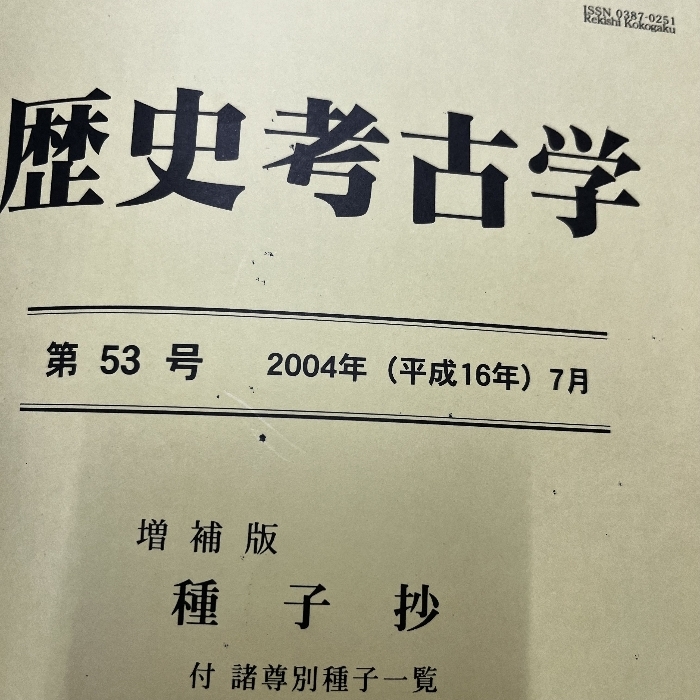 ISSN 0387-0251
Rekishi Kokogaku
歴史考古学
第 53 号 2004年（平成16年）7月
増補版
種子抄
付 諸尊別種子一覧